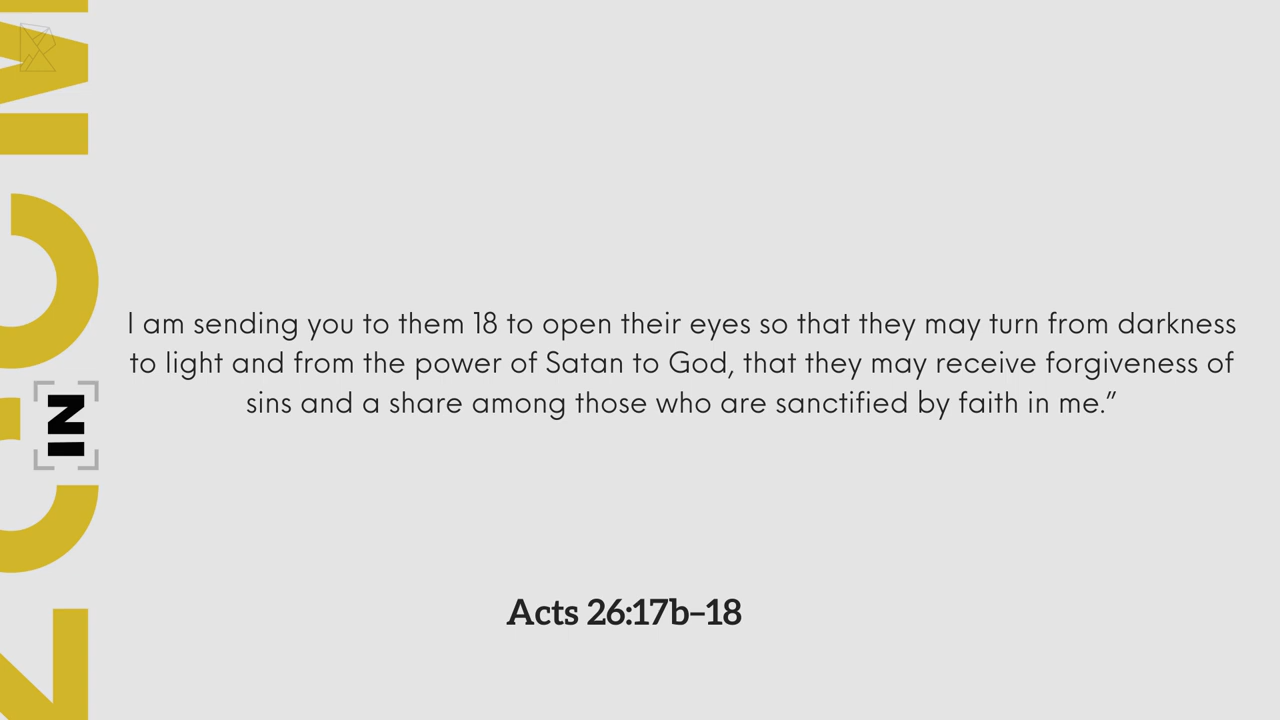 I am sending you to them 18 to open their eyes so that they may turn from darkness
to light and from the power of Satan to God, that they may receive forgiveness of
sins and a share among those who are sanctified by faith in me.”
Acts 26:17b–18
IN